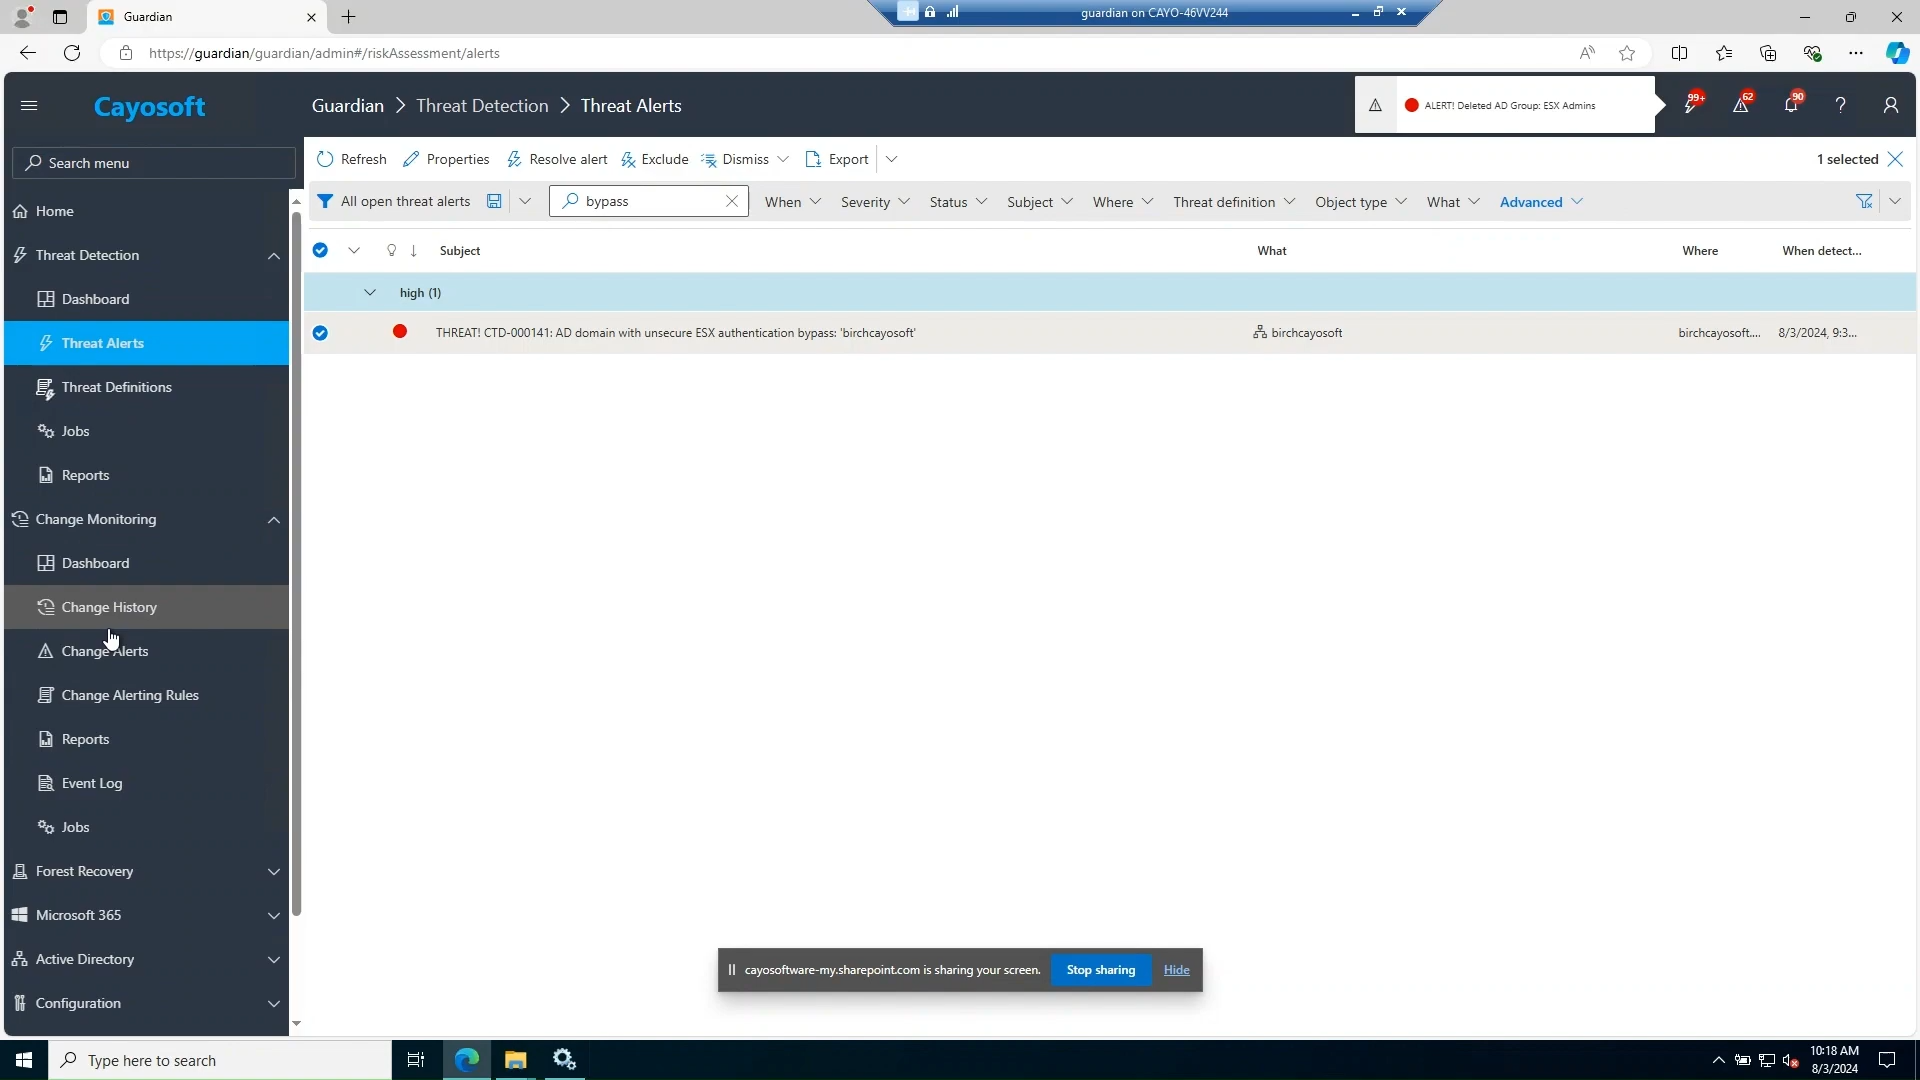 Guardian
guardian on CAYO-46VV244
https://guardian/guardian/admin#/riskAssessment/alerts
Cayosoft
Guardian > Threat Detection > Threat Alerts
ALERT! Deleted AD Group: ESX Admins
99+
62
90
?
Search menu
Refresh
Properties
Resolve alert
Exclude
Dismiss
Export
1 selected
All open threat alerts
bypass
When
Severity
Status
Subject
Where
Threat definition
Object type
What
Advanced
Subject
What
Where
When detect...
high (1)
THREAT! CTD-000141: AD domain with unsecure ESX authentication bypass: 'birchcayosoft'
birchcayosoft
birchcayosoft....
8/3/2024, 9:3...
Home
Threat Detection
Dashboard
Threat Alerts
Threat Definitions
Jobs
Reports
Change Monitoring
Dashboard
Change History
Change Alerts
Change Alerting Rules
Reports
Event Log
Jobs
Forest Recovery
Microsoft 365
Active Directory
Configuration
cayosoftware-my.sharepoint.com is sharing your screen.
Stop sharing
Hide
Type here to search
10:18 AM
8/3/2024